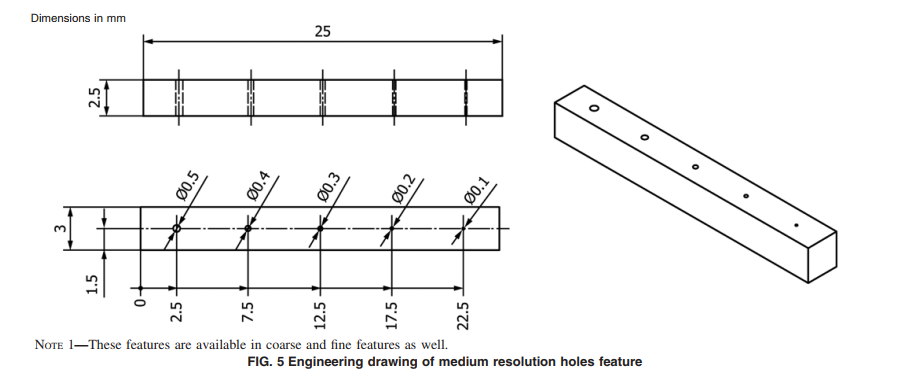 Dimensions in mm
25
2.5
Ø0.5
Ø0.4
Ø0.3
Ø0.2
Ø0.1
3
1.5
0
2.5
7.5
12.5
17.5
22.5
NOTE 1—These features are available in coarse and fine features as well.
FIG. 5 Engineering drawing of medium resolution holes feature